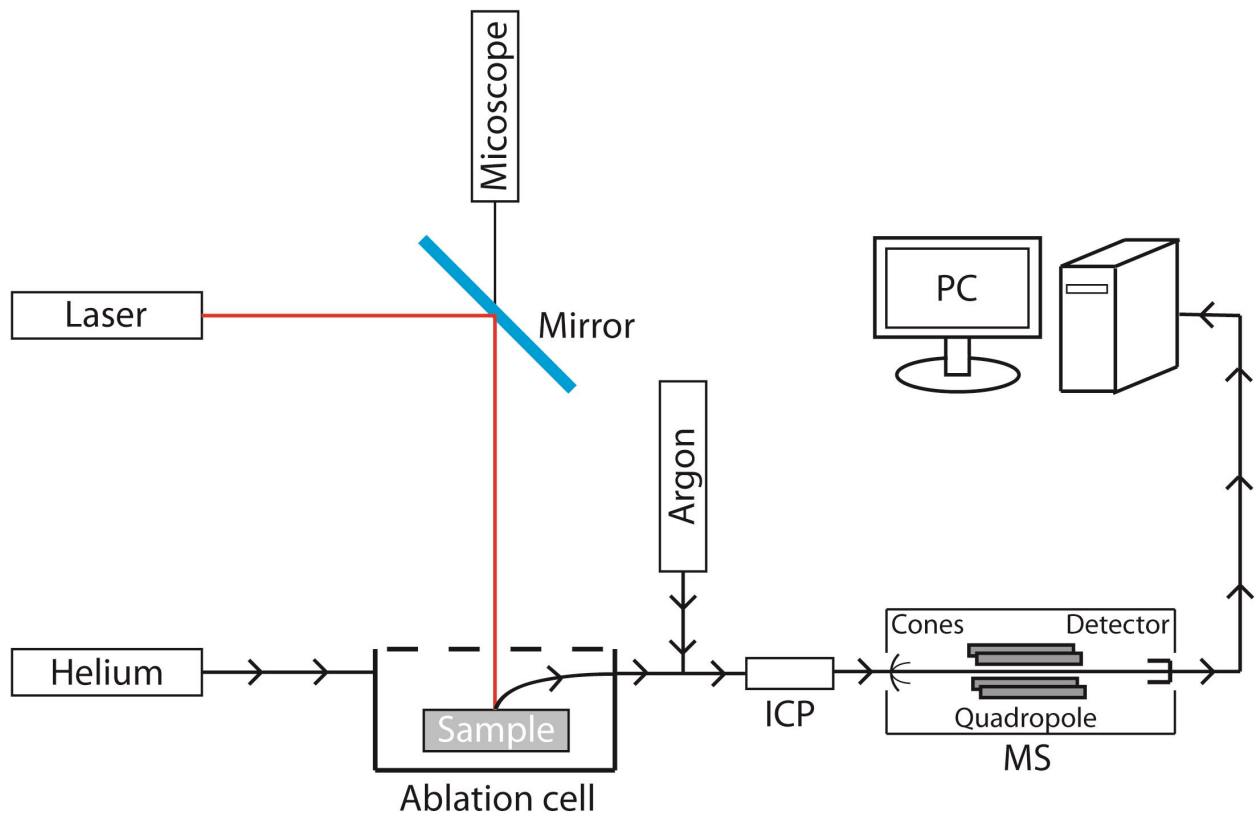 Micoscope
Laser
Mirror
PC
Argon
Helium
Sample
Ablation cell
ICP
Cones
Detector
Quadropole
MS